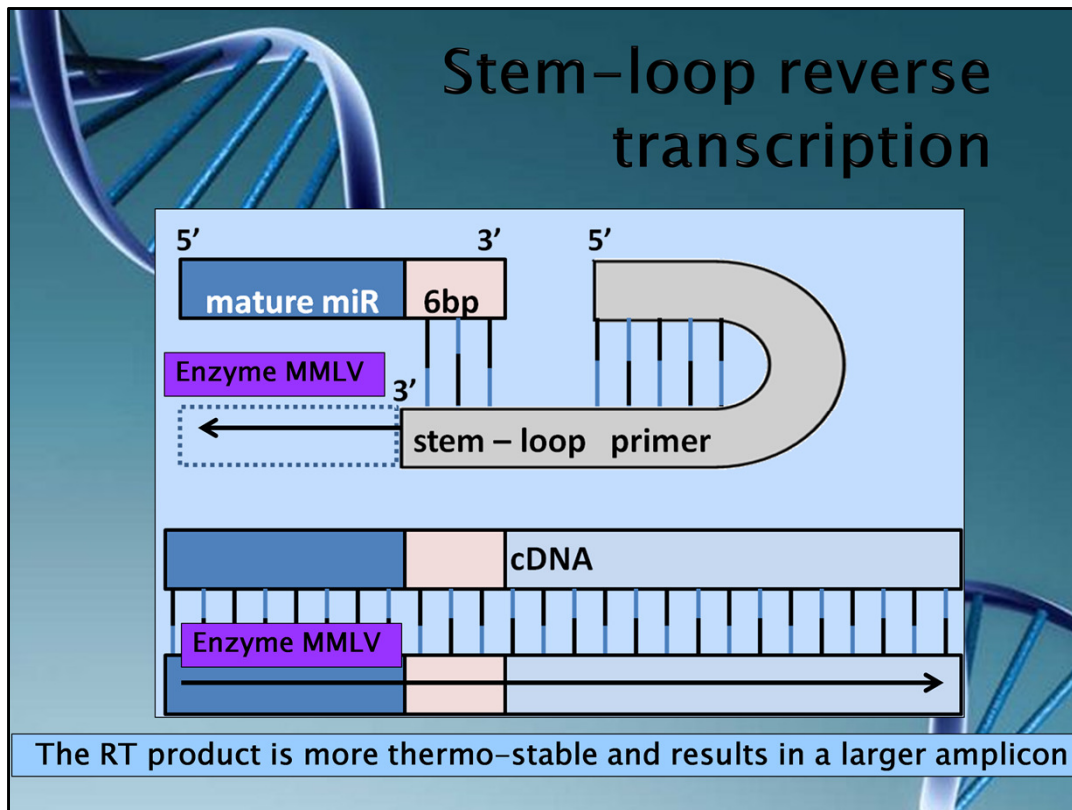 Stem-loop reverse
transcription
5’ 3’ 5’
mature miR 6bp
Enzyme MMLV
3’
stem – loop primer
cDNA
Enzyme MMLV
The RT product is more thermo-stable and results in a larger amplicon